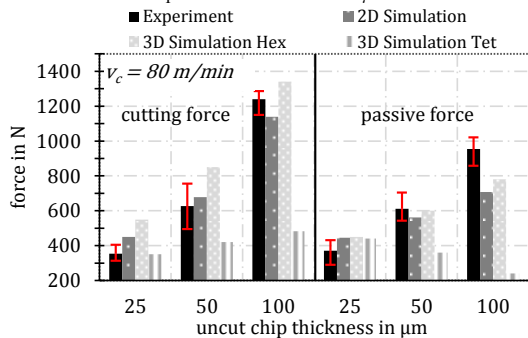 Experiment 2D Simulation
3D Simulation Hex 3D Simulation Tet
1400
1200
1000
800
600
400
200
force in N
v_c = 80 m/min
cutting force passive force
25 50 100 25 50 100
uncut chip thickness in µm